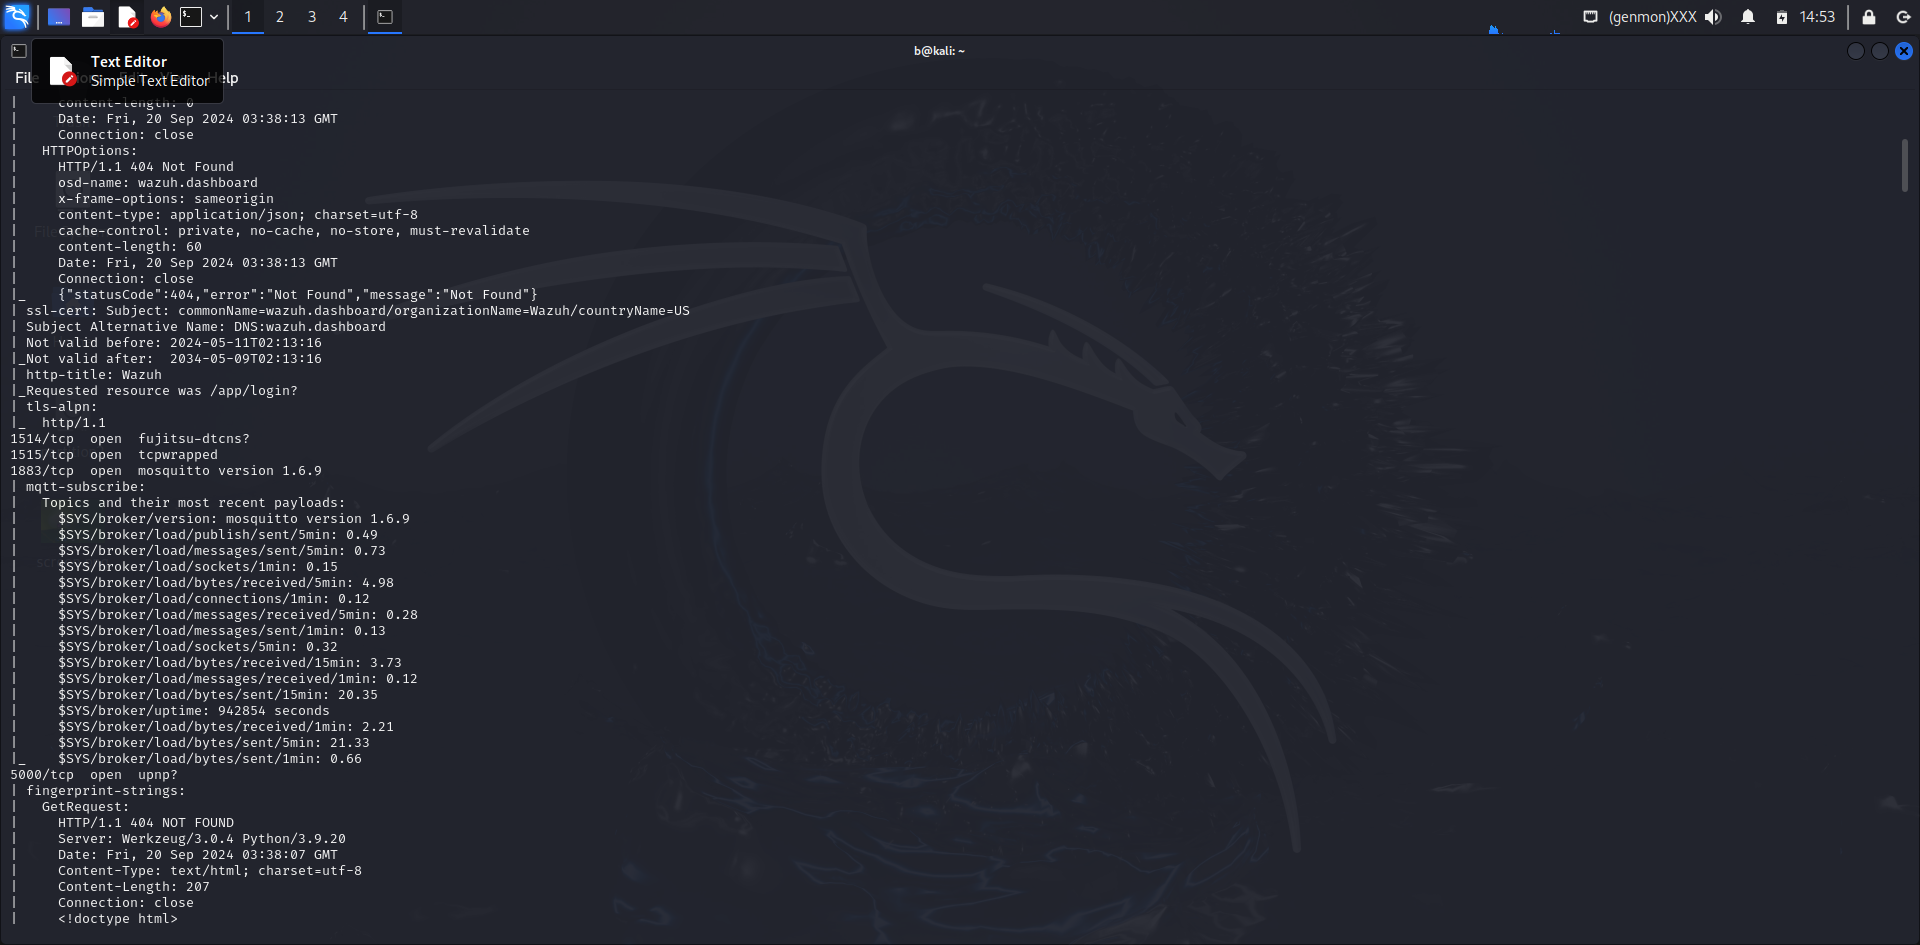 1 2 3 4 (genmon)XXX 14:53
b@kali: ~
Text Editor
Simple Text Editor
File Help
| content-length: 0
| Date: Fri, 20 Sep 2024 03:38:13 GMT
| Connection: close
| HTTPOptions:
| HTTP/1.1 404 Not Found
| osd-name: wazuh.dashboard
| x-frame-options: sameorigin
| content-type: application/json; charset=utf-8
| cache-control: private, no-cache, no-store, must-revalidate
| content-length: 60
| Date: Fri, 20 Sep 2024 03:38:13 GMT
| Connection: close
|_ {"statusCode":404,"error":"Not Found","message":"Not Found"}
| ssl-cert: Subject: commonName=wazuh.dashboard/organizationName=Wazuh/countryName=US
| Subject Alternative Name: DNS:wazuh.dashboard
| Not valid before: 2024-05-11T02:13:16
|_Not valid after: 2034-05-09T02:13:16
| http-title: Wazuh
|_Requested resource was /app/login?
| tls-alpn:
|_ http/1.1
1514/tcp open fujitsu-dtcns?
1515/tcp open tcpwrapped
1883/tcp open mosquitto version 1.6.9
| mqtt-subscribe:
| Topics and their most recent payloads:
| $SYS/broker/version: mosquitto version 1.6.9
| $SYS/broker/load/publish/sent/5min: 0.49
| $SYS/broker/load/messages/sent/5min: 0.73
| $SYS/broker/load/sockets/1min: 0.15
| $SYS/broker/load/bytes/received/5min: 4.98
| $SYS/broker/load/connections/1min: 0.12
| $SYS/broker/load/messages/received/5min: 0.28
| $SYS/broker/load/messages/sent/1min: 0.13
| $SYS/broker/load/sockets/5min: 0.32
| $SYS/broker/load/bytes/received/15min: 3.73
| $SYS/broker/load/messages/received/1min: 0.12
| $SYS/broker/load/bytes/sent/15min: 20.35
| $SYS/broker/uptime: 942854 seconds
| $SYS/broker/load/bytes/received/1min: 2.21
| $SYS/broker/load/bytes/sent/5min: 21.33
|_ $SYS/broker/load/bytes/sent/1min: 0.66
5000/tcp open upnp?
| fingerprint-strings:
| GetRequest:
| HTTP/1.1 404 NOT FOUND
| Server: Werkzeug/3.0.4 Python/3.9.20
| Date: Fri, 20 Sep 2024 03:38:07 GMT
| Content-Type: text/html; charset=utf-8
| Content-Length: 207
| Connection: close
| <!doctype html>